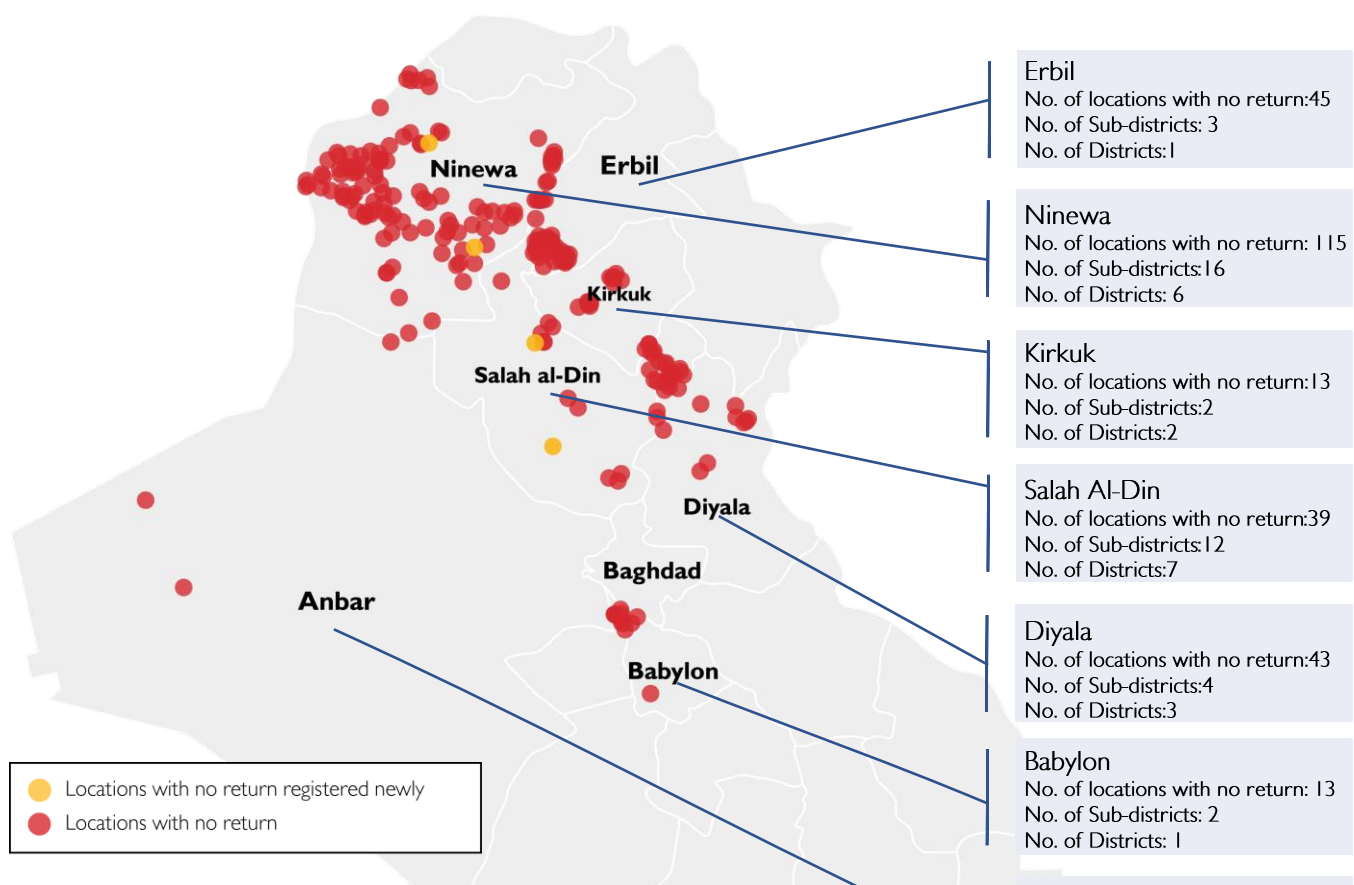 Ninewa
Erbil
Kirkuk
Salah al-Din
Diyala
Baghdad
Anbar
Babylon
Locations with no return registered newly
Locations with no return
Erbil
No. of locations with no return:45
No. of Sub-districts: 3
No. of Districts:1
Ninewa
No. of locations with no return: 115
No. of Sub-districts:16
No. of Districts: 6
Kirkuk
No. of locations with no return:13
No. of Sub-districts:2
No. of Districts:2
Salah Al-Din
No. of locations with no return:39
No. of Sub-districts:12
No. of Districts:7
Diyala
No. of locations with no return:43
No. of Sub-districts:4
No. of Districts:3
Babylon
No. of locations with no return: 13
No. of Sub-districts: 2
No. of Districts: 1